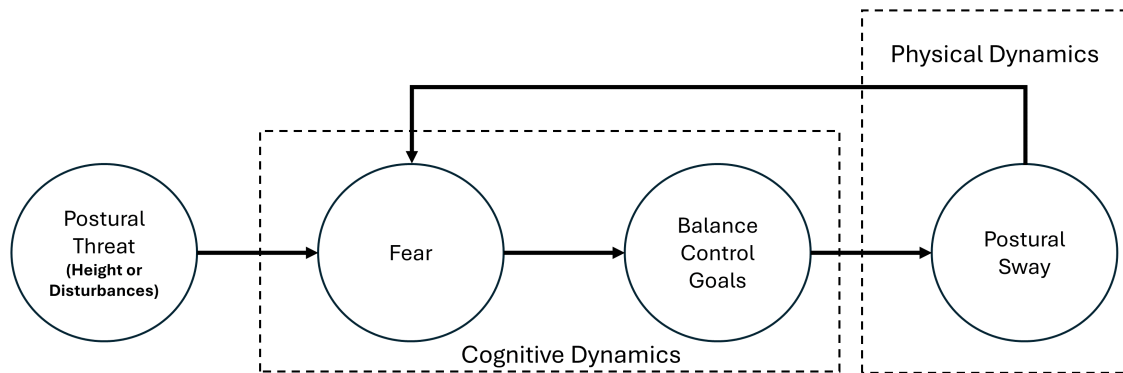 Physical Dynamics
Postural
Threat
(Height or
Disturbances)
Fear
Balance
Control
Goals
Postural
Sway
Cognitive Dynamics